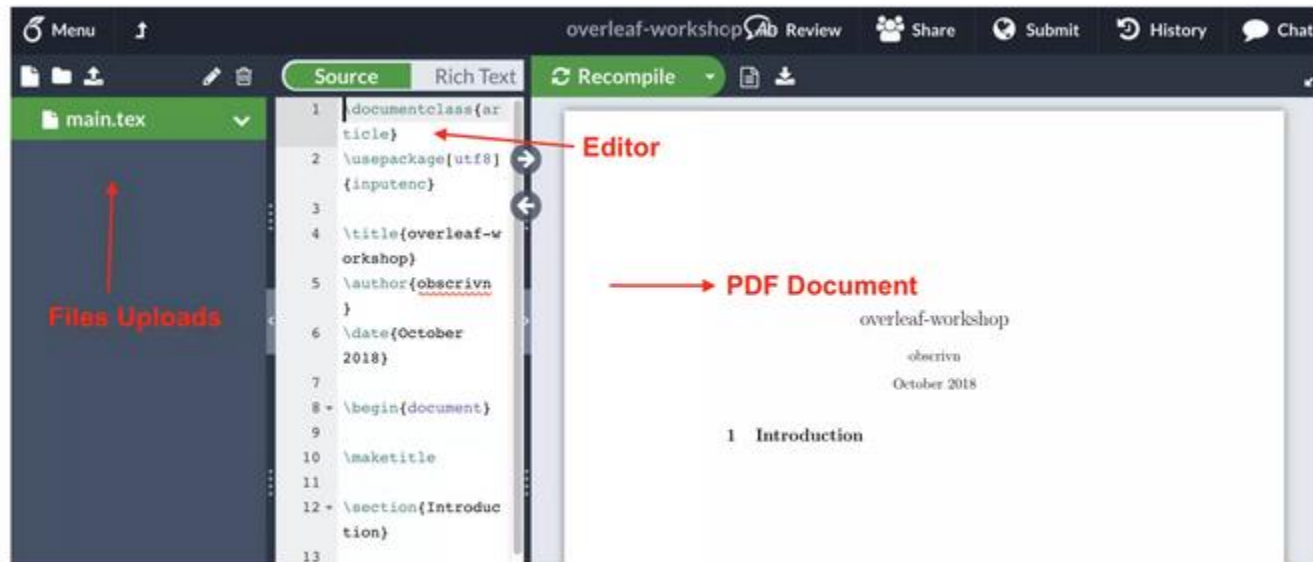 Menu
overleaf-workshop Review Share Submit History Chat
Source Rich Text Recompile
main.tex
Files Uploads
1 \documentclass{ar
ticle}
2 \usepackage[utf8]
{inputenc}
3
4 \title{overleaf-w
orkshop}
5 \author{obscrivn
}
6 \date{October
2018}
7
8 \begin{document}
9
10 \maketitle
11
12 \section{Introduc
tion}
13
Editor
PDF Document
overleaf-workshop
obscrivn
October 2018
1 Introduction